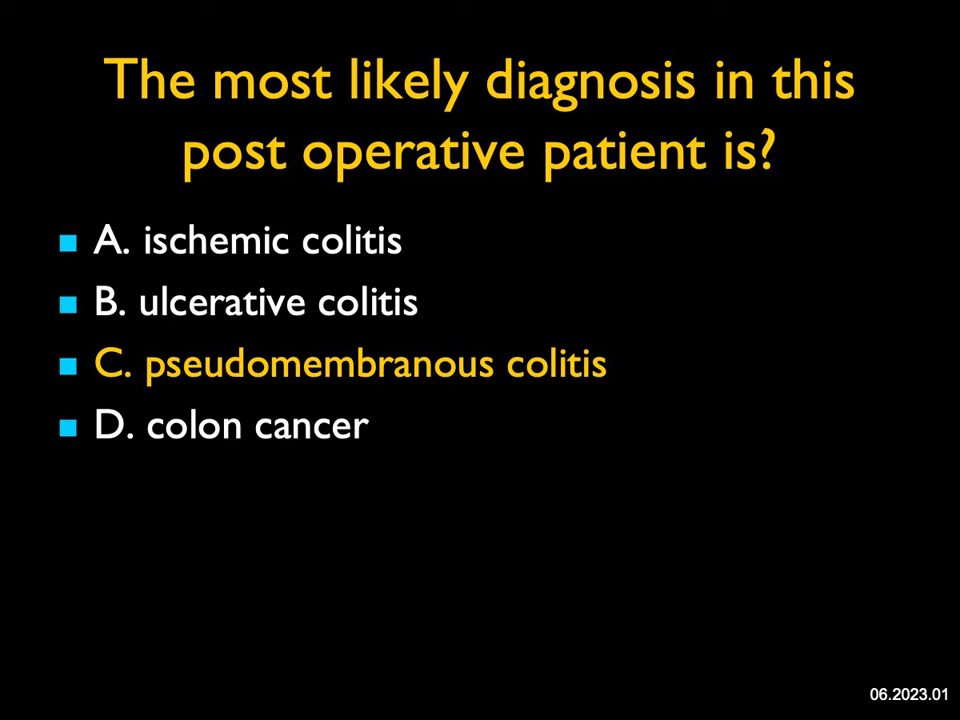 The most likely diagnosis in this
post operative patient is?
A. ischemic colitis
B. ulcerative colitis
C. pseudomembranous colitis
D. colon cancer
06.2023.01